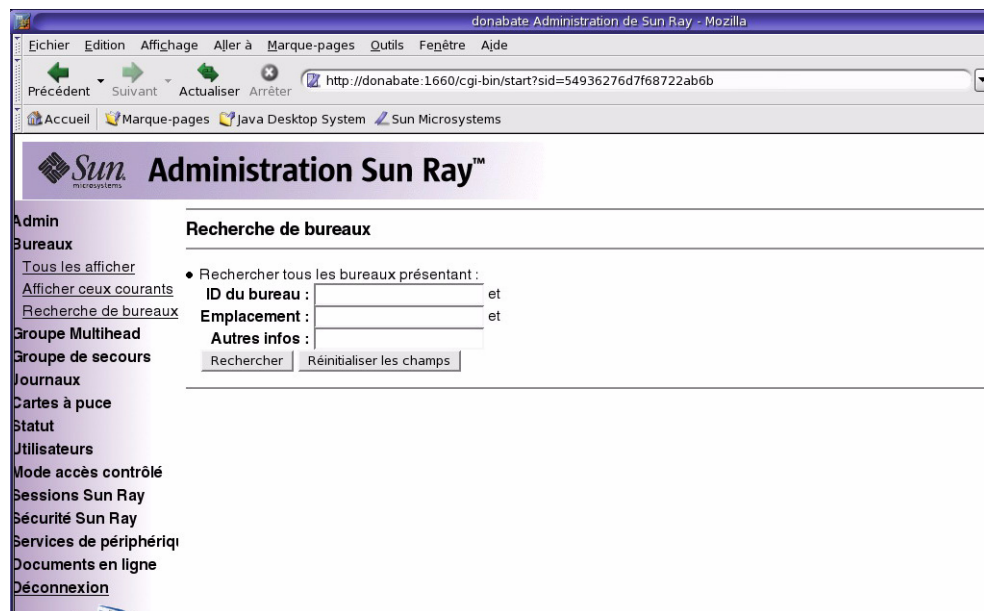 donabate Administration de Sun Ray - Mozilla
Eichier Edition Affichage Aller à Marque-pages Outils Fenêtre Aide
Précédent Suivant Actualiser Arrêter http://donabate:1660/cgi-bin/start?sid=54936276d7f68722ab6b
Accueil Marque-pages Java Desktop System Sun Microsystems
Sun microsystems Administration Sun Ray™
Admin
Bureaux
Tous les afficher
Afficher ceux courants
Recherche de bureaux
Groupe Multihead
Groupe de secours
Journaux
Cartes à puce
Statut
Utilisateurs
Mode accès contrôlé
Sessions Sun Ray
Sécurité Sun Ray
Services de périphériqu
Documents en ligne
Déconnexion
Recherche de bureaux
• Rechercher tous les bureaux présentant :
ID du bureau : et
Emplacement : et
Autres infos :
Rechercher Réinitialiser les champs